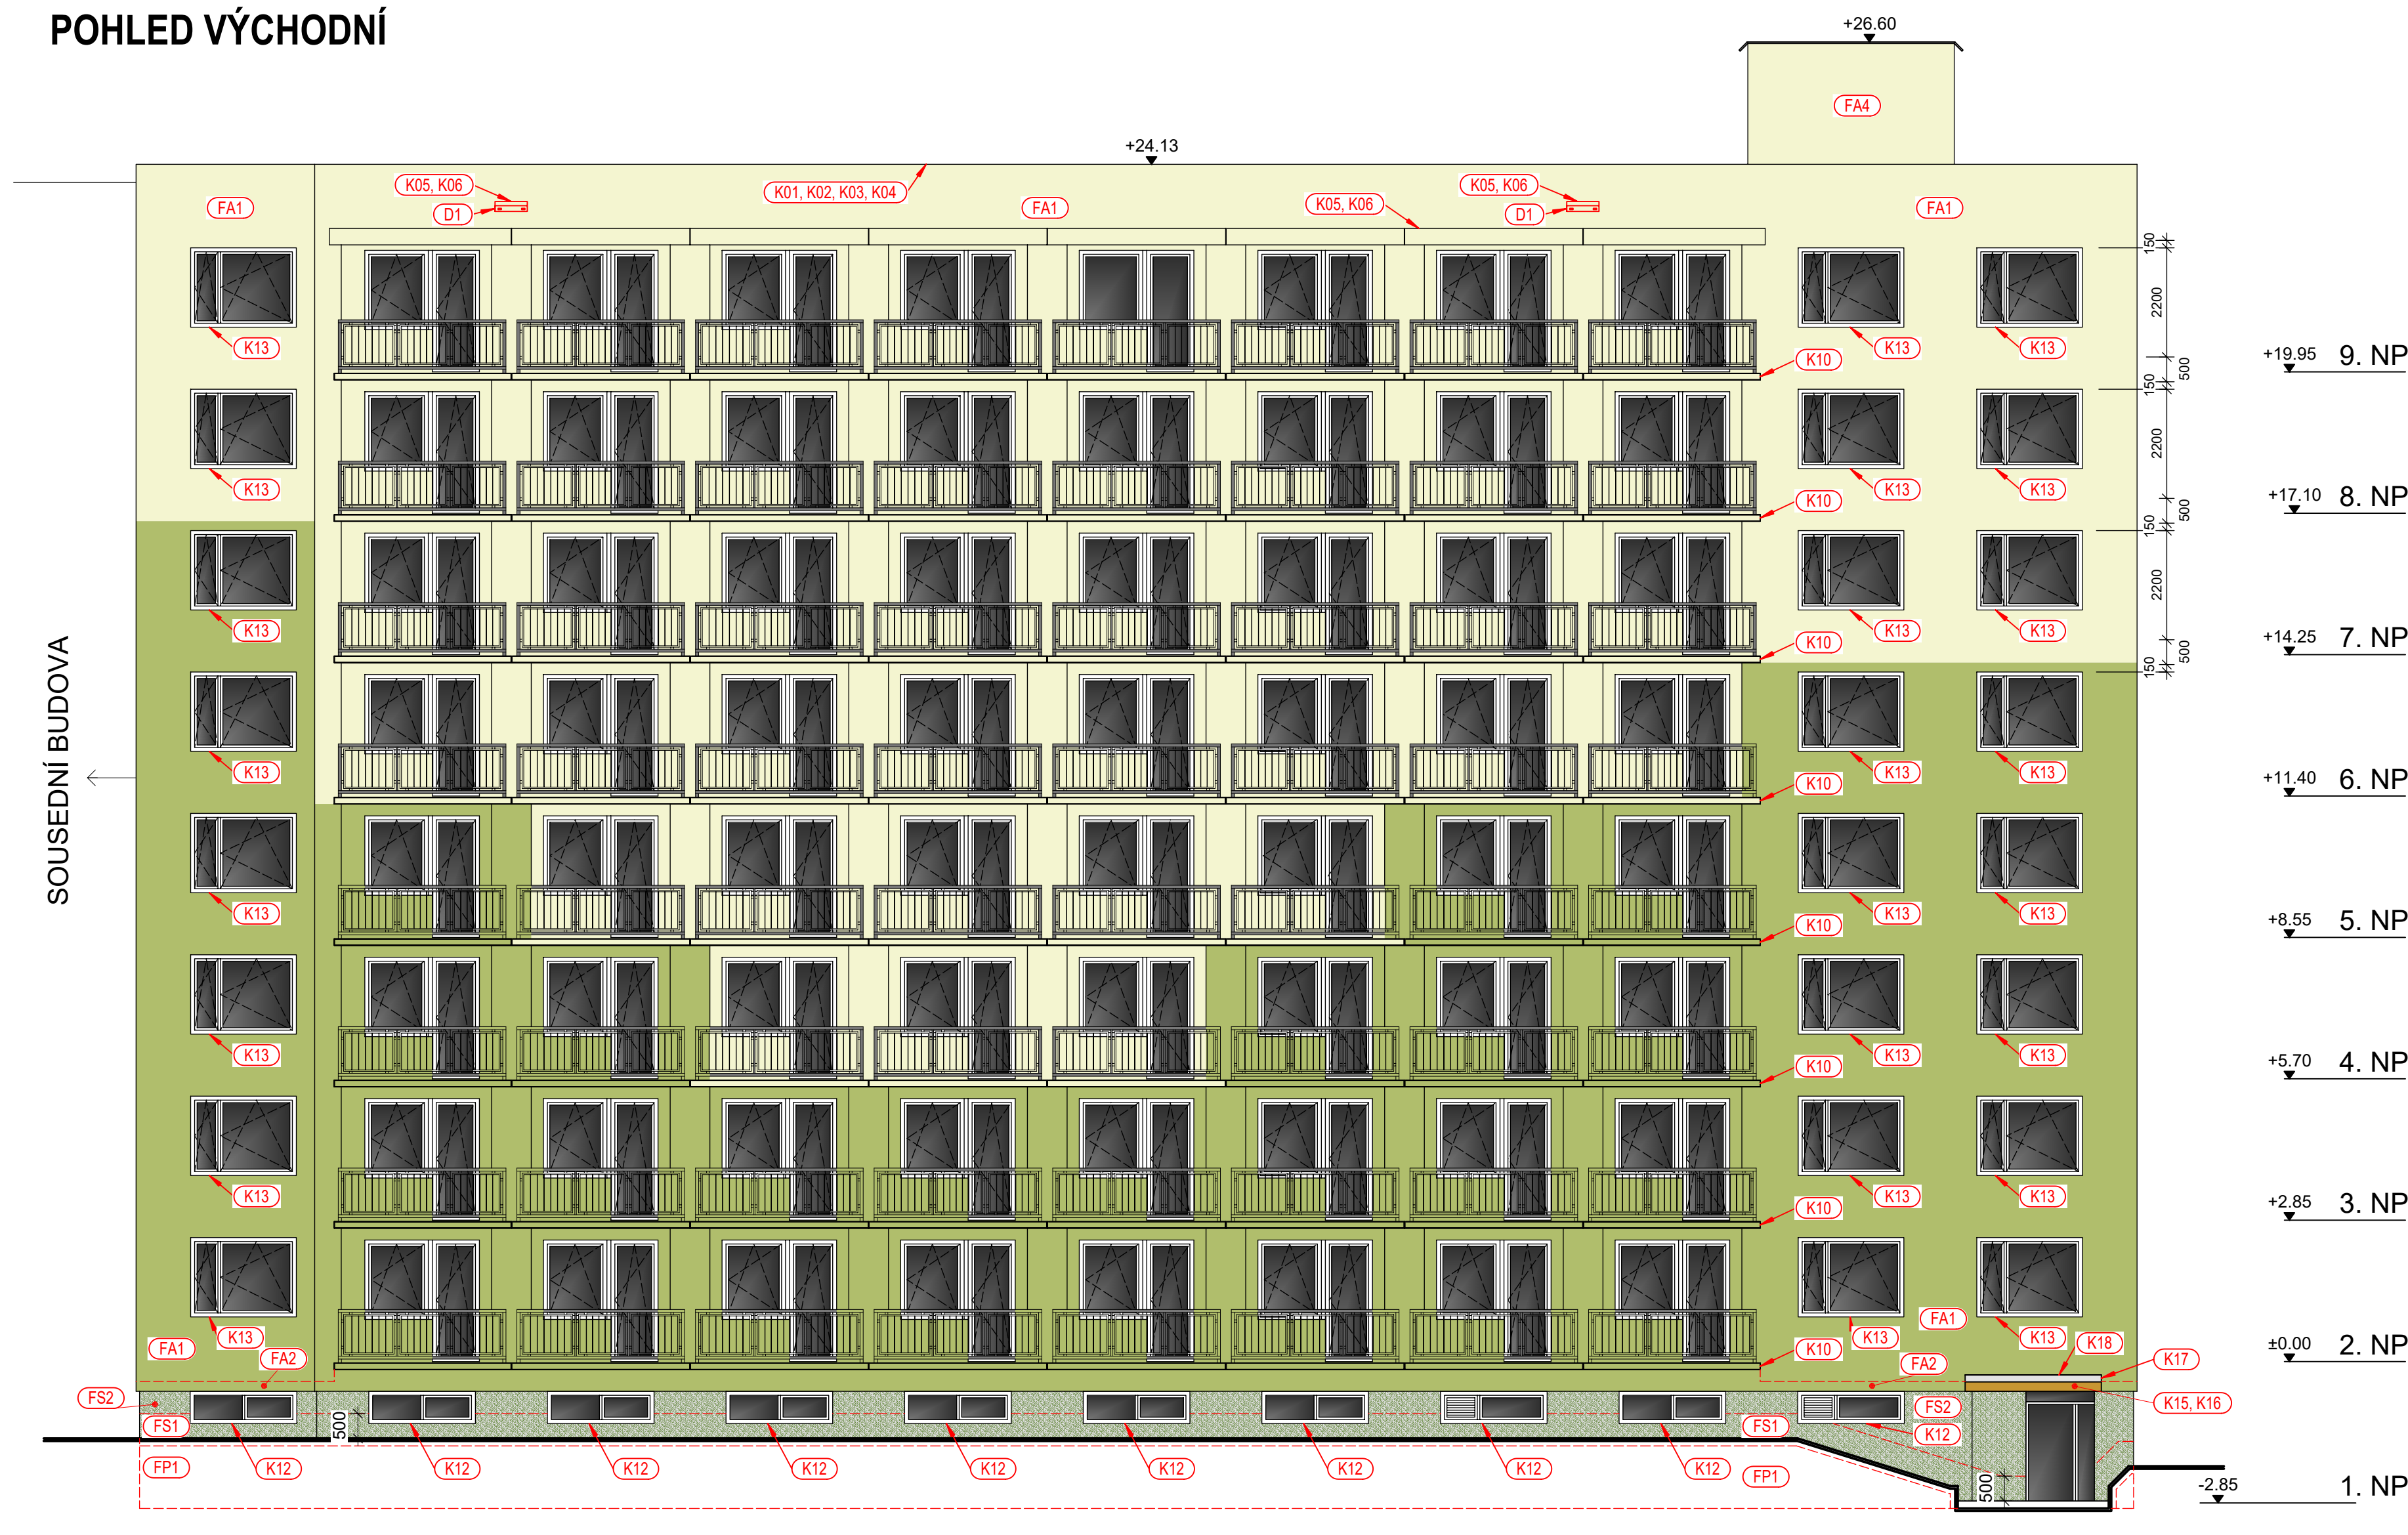 POHLED VÝCHODNÍ
+26.60
FA4
+24.13
K05, K06
K01, K02, K03, K04
K05, K06
K05, K06
FA1
D1
FA1
D1
FA1
150
2200
K13
K13
K13
K10
+19.95
9. NP
500
150
2200
K13
K13
K13
K10
+17.10
8. NP
500
150
2200
K13
K13
K13
K10
+14.25
7. NP
500
150
SOUSEDNÍ BUDOVA
K13
K13
K13
K10
+11.40
6. NP
K13
K13
K13
K10
+8.55
5. NP
K13
K13
K13
K10
+5.70
4. NP
K13
K13
K13
K10
+2.85
3. NP
FA1
K13
K13
FA1
K13
K18
±0.00
2. NP
FA2
K10
FA2
K17
FS2
FS2
K15, K16
FS1
500
FS1
K12
FP1
K12
K12
K12
K12
K12
K12
K12
K12
K12
FP1
500
-2.85
1. NP